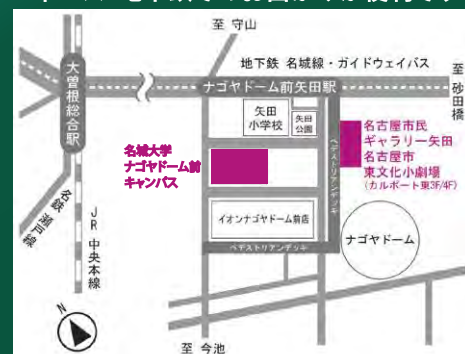 至 守山
地下鉄 名城線・ガイドウェイバス
大曽根総合駅
ナゴヤドーム前矢田駅
至 砂田橋
矢田
小学校
矢田
公園
名城大学
ナゴヤドーム前
キャンパス
ペデストリアンデッキ
名古屋市民
ギャラリー矢田
名古屋市
東文化小劇場
(カルポート東3F/4F)
イオンナゴヤドーム前店
ナゴヤドーム
ペデストリアンデッキ
名鉄 瀬戸線
JR 中央本線
N
至 今池